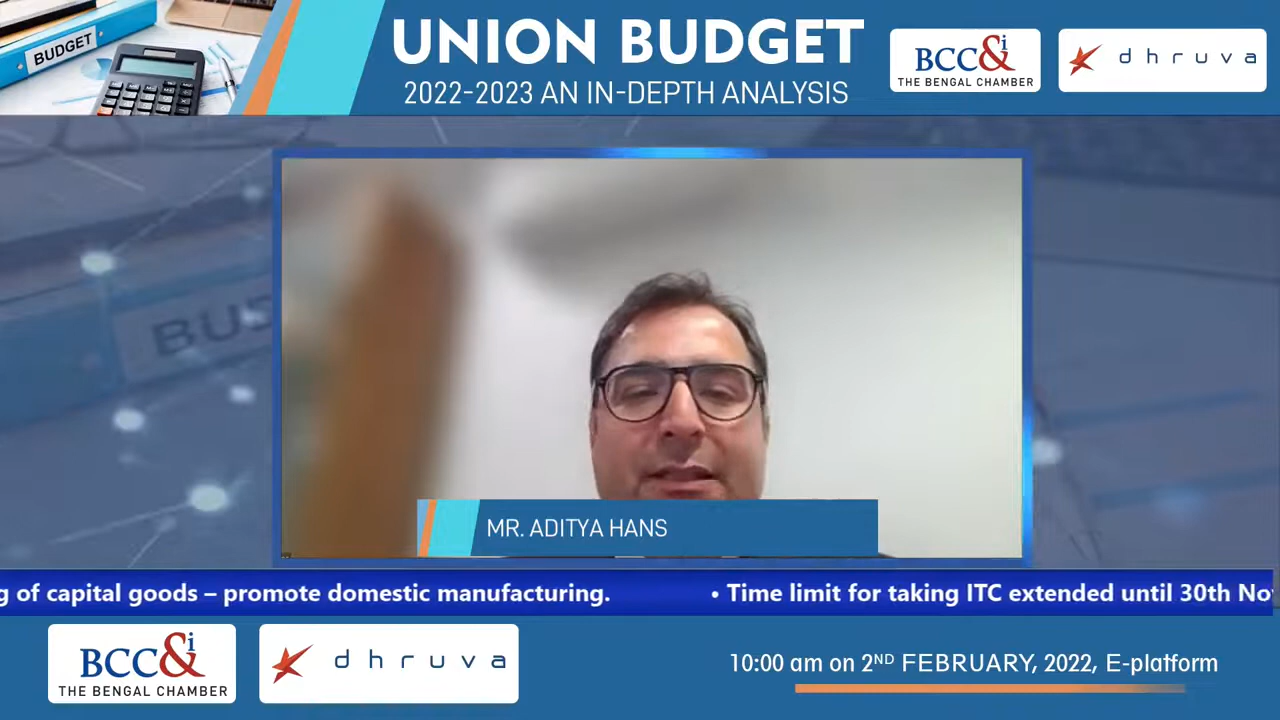 BUDGET
UNION BUDGET
2022-2023 AN IN-DEPTH ANALYSIS
BCC&i
THE BENGAL CHAMBER
dhruva
BUD
MR. ADITYA HANS
of capital goods – promote domestic manufacturing.
• Time limit for taking ITC extended until 30th
BCC&i
THE BENGAL CHAMBER
dhruva
10:00 am on 2ND FEBRUARY, 2022, E-platform